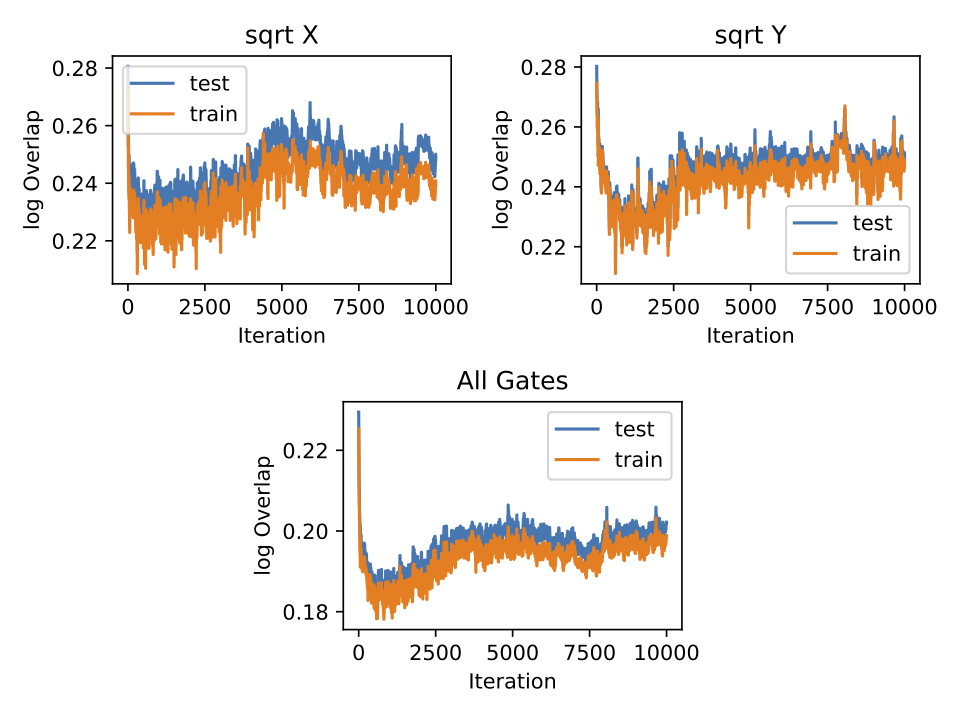 sqrt X
sqrt Y
0.28
0.26
0.24
0.22
log Overlap
test
train
0
2500
5000
7500
10000
Iteration
0.28
0.26
0.24
0.22
log Overlap
test
train
0
2500
5000
7500
10000
Iteration
All Gates
0.22
0.20
0.18
log Overlap
test
train
0
2500
5000
7500
10000
Iteration